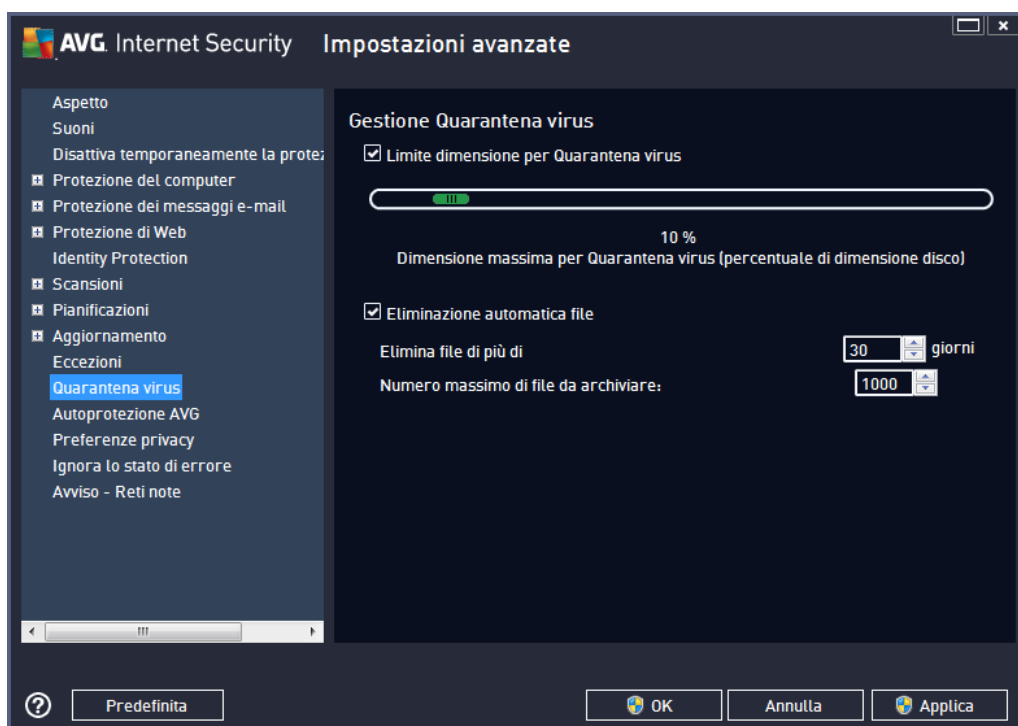 AVG. Internet Security Impostazioni avanzate
Aspetto
Suoni
Disattiva temporaneamente la protez
Protezione del computer
Protezione dei messaggi e-mail
Protezione di Web
Identity Protection
Scansioni
Pianificazioni
Aggiornamento
Eccezioni
Quarantena virus
Autoprotezione AVG
Preferenze privacy
Ignora lo stato di errore
Avviso - Reti note
Gestione Quarantena virus
Limite dimensione per Quarantena virus
10 %
Dimensione massima per Quarantena virus (percentuale di dimensione disco)
Eliminazione automatica file
Elimina file di più di 30 giorni
Numero massimo di file da archiviare: 1000
? Predefinita OK Annulla Applica